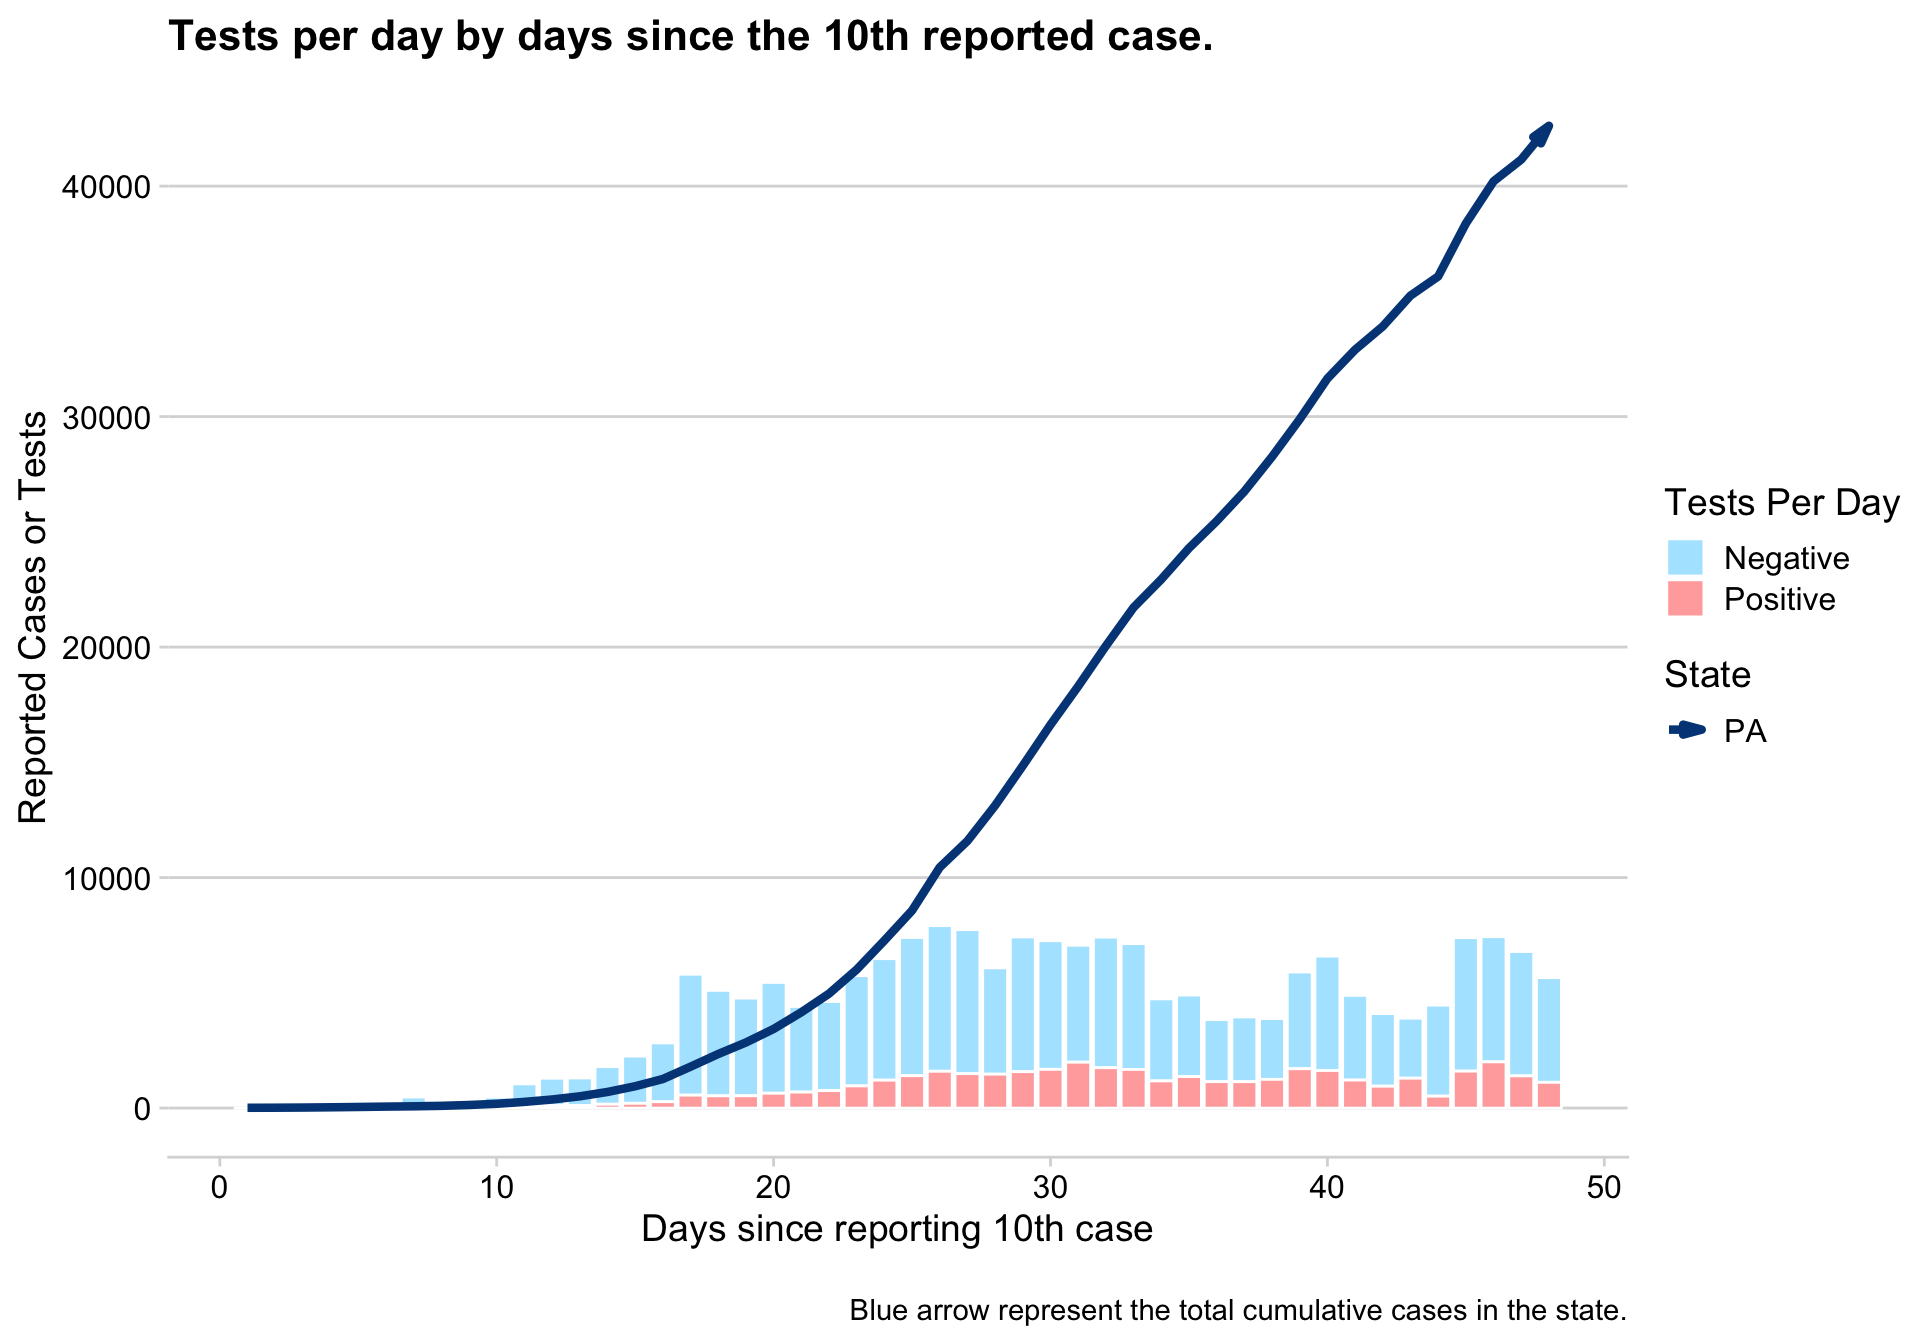 Tests per day by days since the 10th reported case.
Reported Cases or Tests
40000
30000
20000
10000
0
0
10
20
30
40
50
Days since reporting 10th case
Tests Per Day
Negative
Positive
State
PA
Blue arrow represent the total cumulative cases in the state.